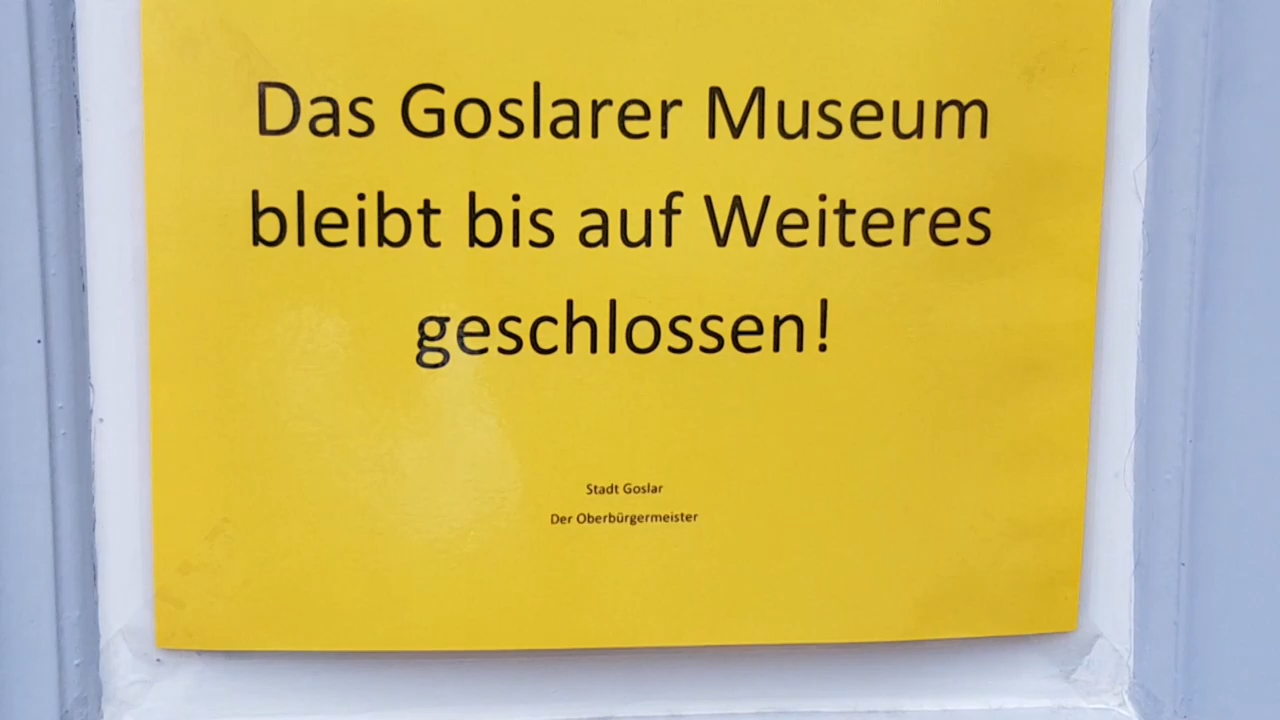 Das Goslarer Museum
bleibt bis auf Weiteres
geschlossen!
Stadt Goslar
Der Oberbürgermeister